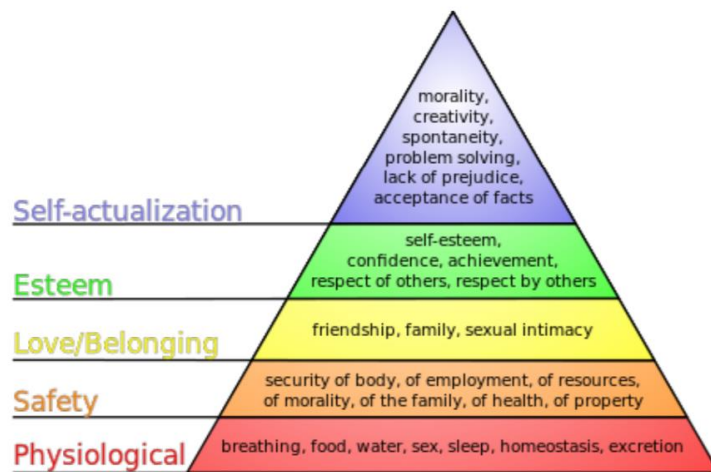 morality,
creativity,
spontaneity,
problem solving,
lack of prejudice,
acceptance of facts
Self-actualization
self-esteem,
confidence, achievement,
respect of others, respect by others
Esteem
friendship, family, sexual intimacy
Love/Belonging
security of body, of employment, of resources,
of morality, of the family, of health, of property
Safety
breathing, food, water, sex, sleep, homeostasis, excretion
Physiological